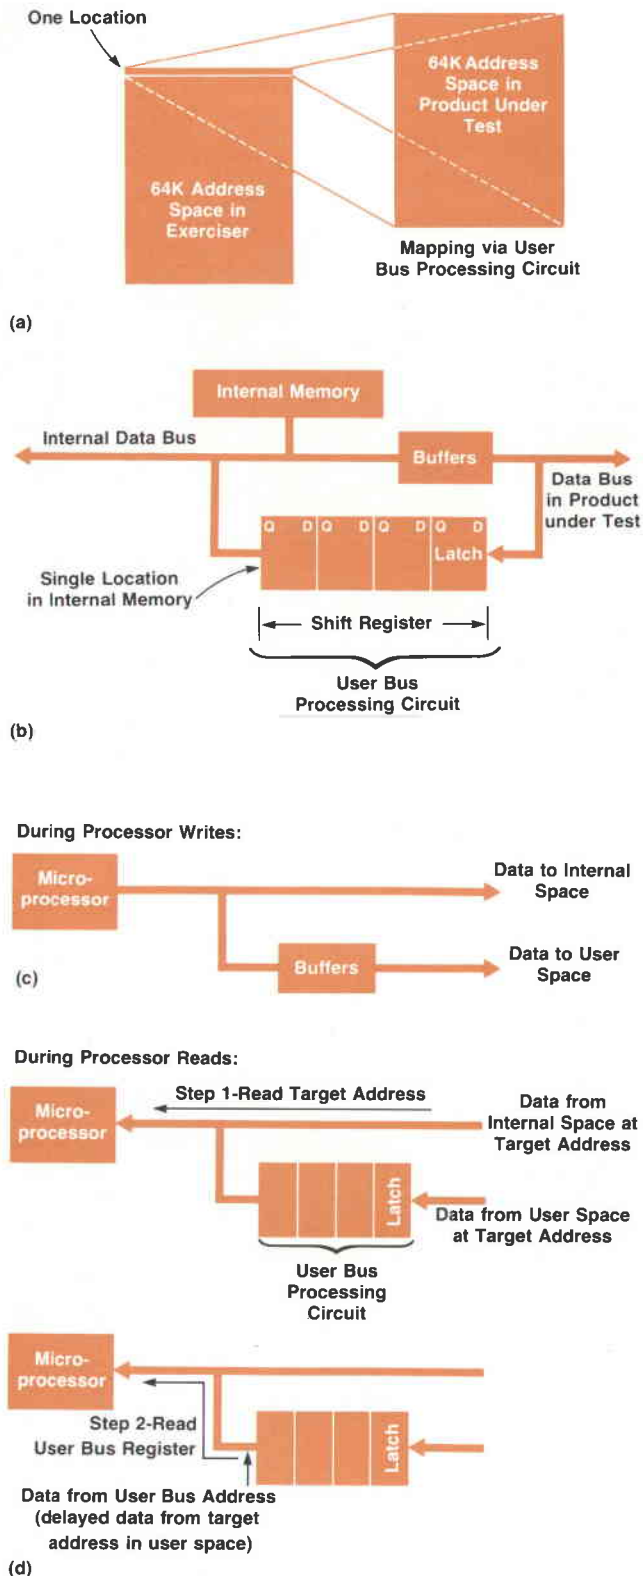 One Location
64K Address
Space in
Product Under
Test
64K Address
Space in
Exerciser
Mapping via User
Bus Processing Circuit
(a)
Internal Memory
Internal Data Bus
Buffers
Data Bus
in Product
under Test
Q D Q D Q D Q D
Latch
Single Location
in Internal Memory
Shift Register
User Bus
Processing Circuit
(b)
During Processor Writes:
Micro-
processor
Data to Internal
Space
Buffers
Data to User
Space
(c)
During Processor Reads:
Step 1-Read Target Address
Micro-
processor
Data from
Internal Space at
Target Address
Latch
Data from User Space
at Target Address
User Bus
Processing
Circuit
Micro-
processor
Step 2-Read
User Bus Register
Latch
Data from User Bus Address
(delayed data from target
address in user space)
(d)